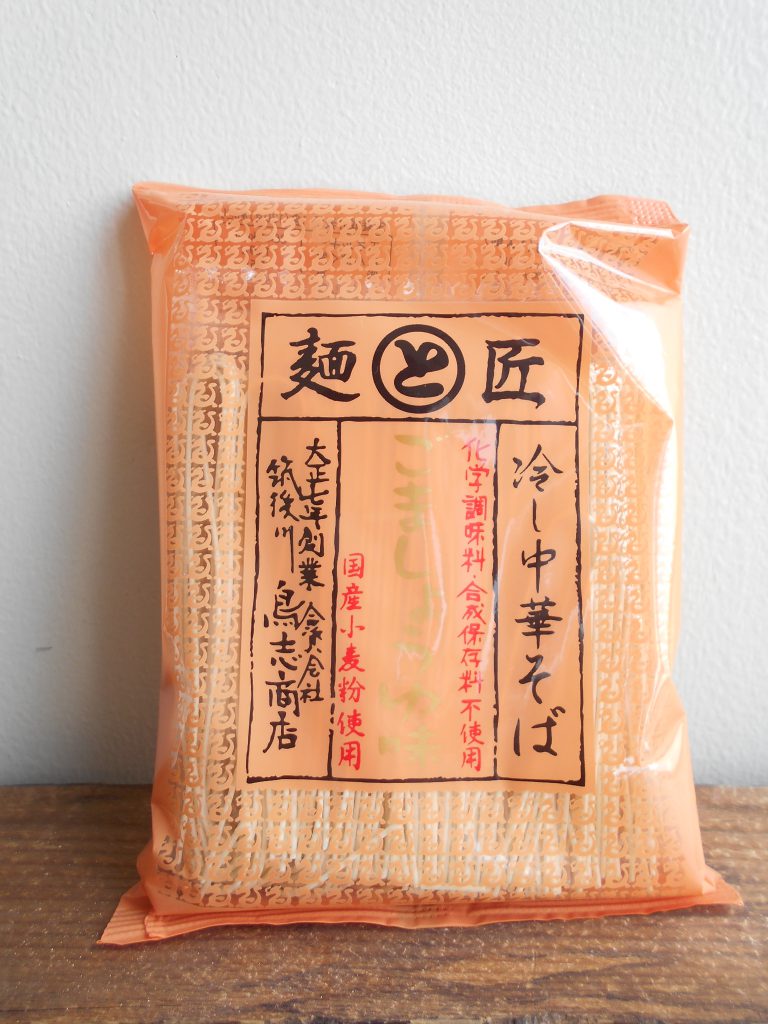 麺 と 匠
冷し中華そば
化学調味料・合成保存料不使用
ごましょうゆ味
国産小麦粉使用
大正七年創業 合資会社
筑後川 鳥志商店